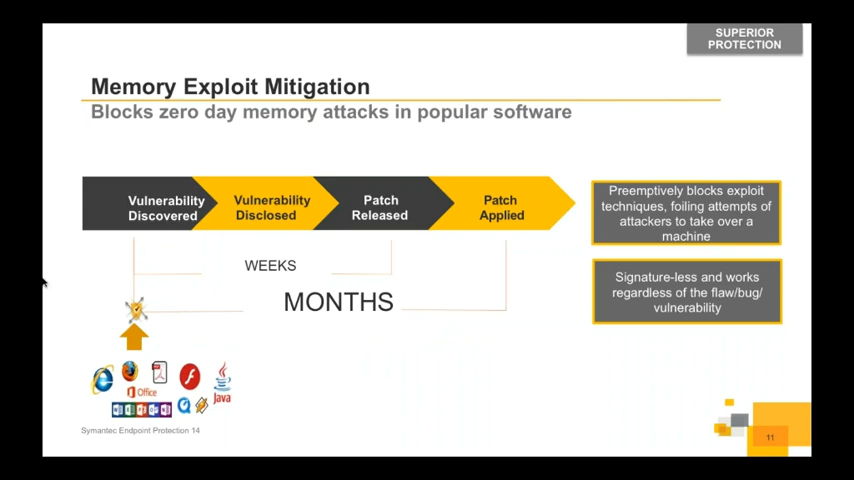 SUPERIOR
PROTECTION
Memory Exploit Mitigation
Blocks zero day memory attacks in popular software
Vulnerability
Discovered
Vulnerability
Disclosed
Patch
Released
Patch
Applied
Preemptively blocks exploit
techniques, foiling attempts of
attackers to take over a
machine
WEEKS
MONTHS
Signature-less and works
regardless of the flaw/bug/
vulnerability
Office
Java
Symantec Endpoint Protection 14
11